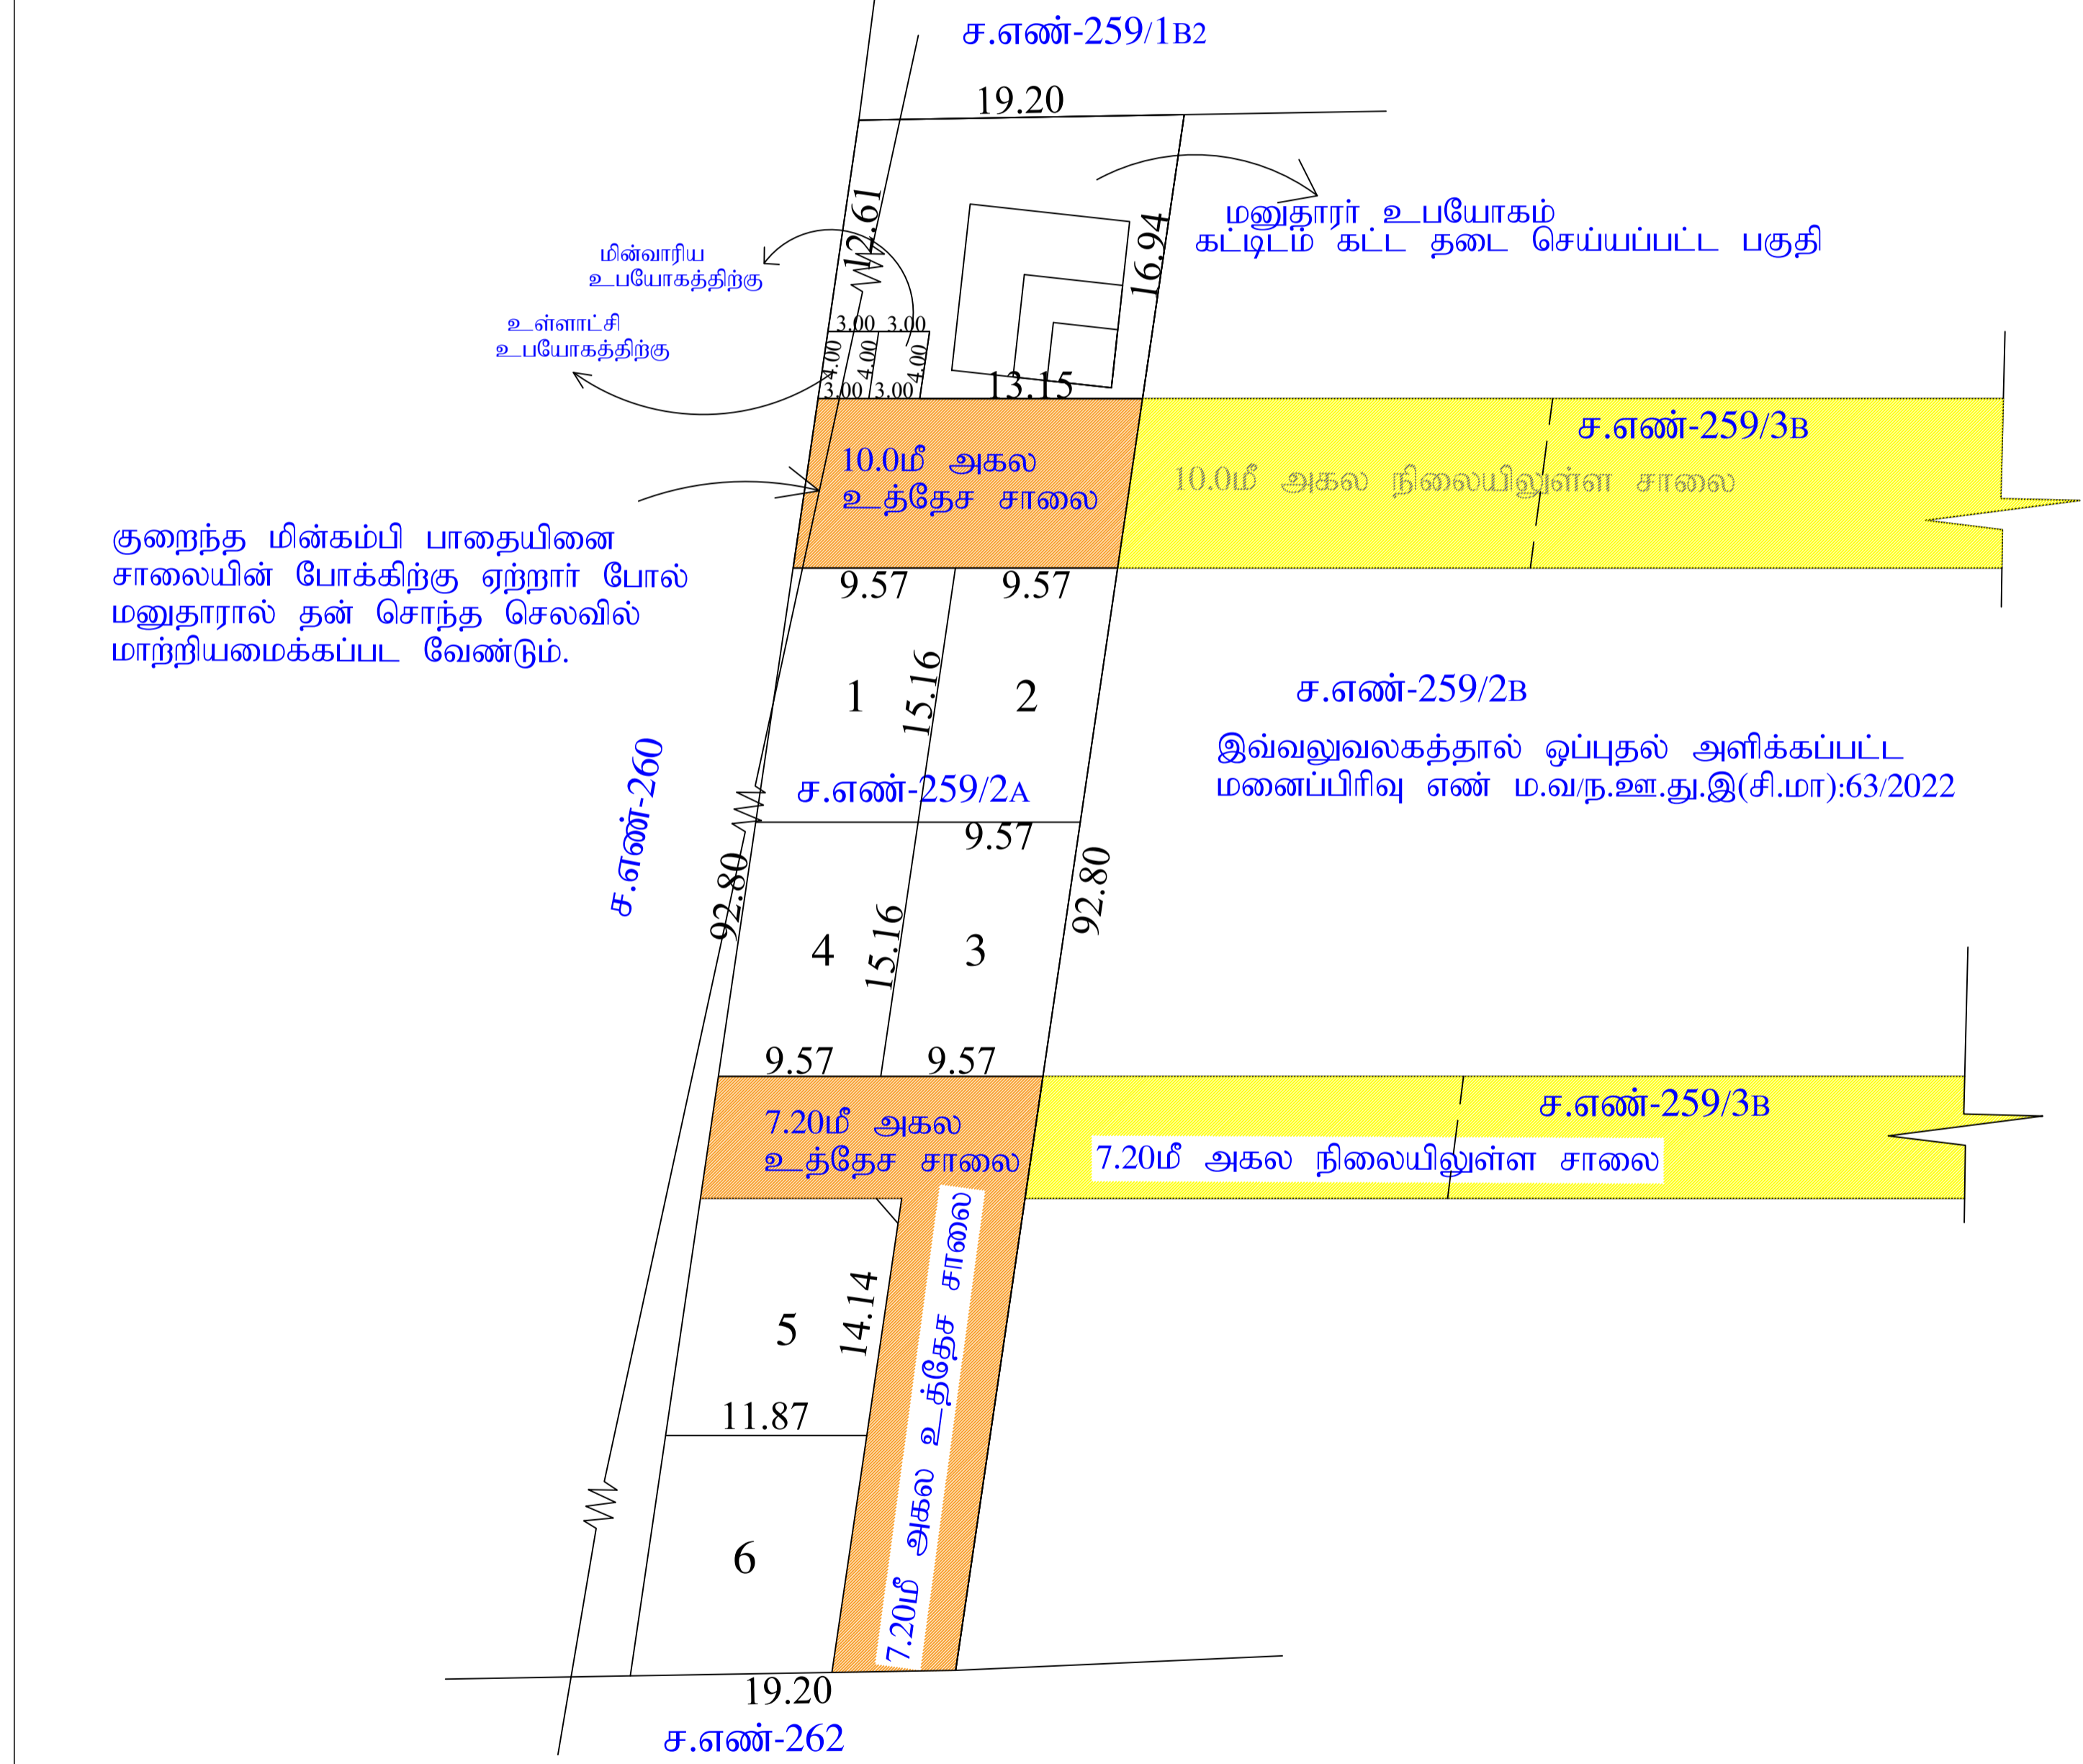 ச.எண்-259/1B2
19.20
12.61
16.94
மனுதாரர் உபயோகம்
கட்டிடம் கட்ட தடை செய்யப்பட்ட பகுதி
மின்வாரிய
உபயோகத்திற்கு
உள்ளாட்சி
உபயோகத்திற்கு
3.00 3.00
4.00 4.00 4.00
3.00 3.00
13.15
10.0மீ அகல
உத்தேச சாலை
ச.எண்-259/3B
10.0மீ அகல நிலையிலுள்ள சாலை
குறைந்த மின்கம்பி பாதையினை
சாலையின் போக்கிற்கு ஏற்றார் போல்
மனுதாரால் தன் சொந்த செலவில்
மாற்றியமைக்கப்பட வேண்டும்.
9.57 9.57
1
15.16
2
ச.எண்-259/2B
இவ்வலுவலகத்தால் ஒப்புதல் அளிக்கப்பட்ட
மனைப்பிரிவு எண் ம.வ/ந.ஊ.து.இ(சி.மா):63/2022
ச.எண்-260
ச.எண்-259/2A
9.57
92.80
92.80
4
15.16
3
9.57 9.57
7.20மீ அகல
உத்தேச சாலை
ச.எண்-259/3B
7.20மீ அகல நிலையிலுள்ள சாலை
5
14.14
7.20மீ அகல உத்தேச சாலை
11.87
6
19.20
ச.எண்-262